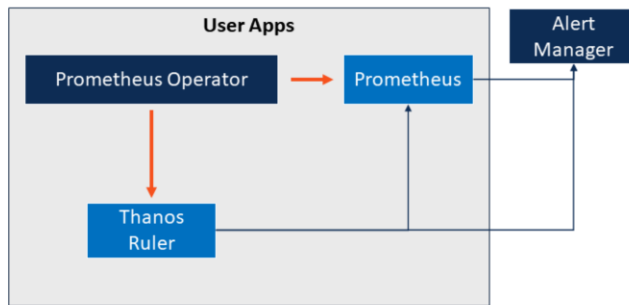 User Apps
Alert
Manager
Prometheus Operator
Prometheus
Thanos
Ruler